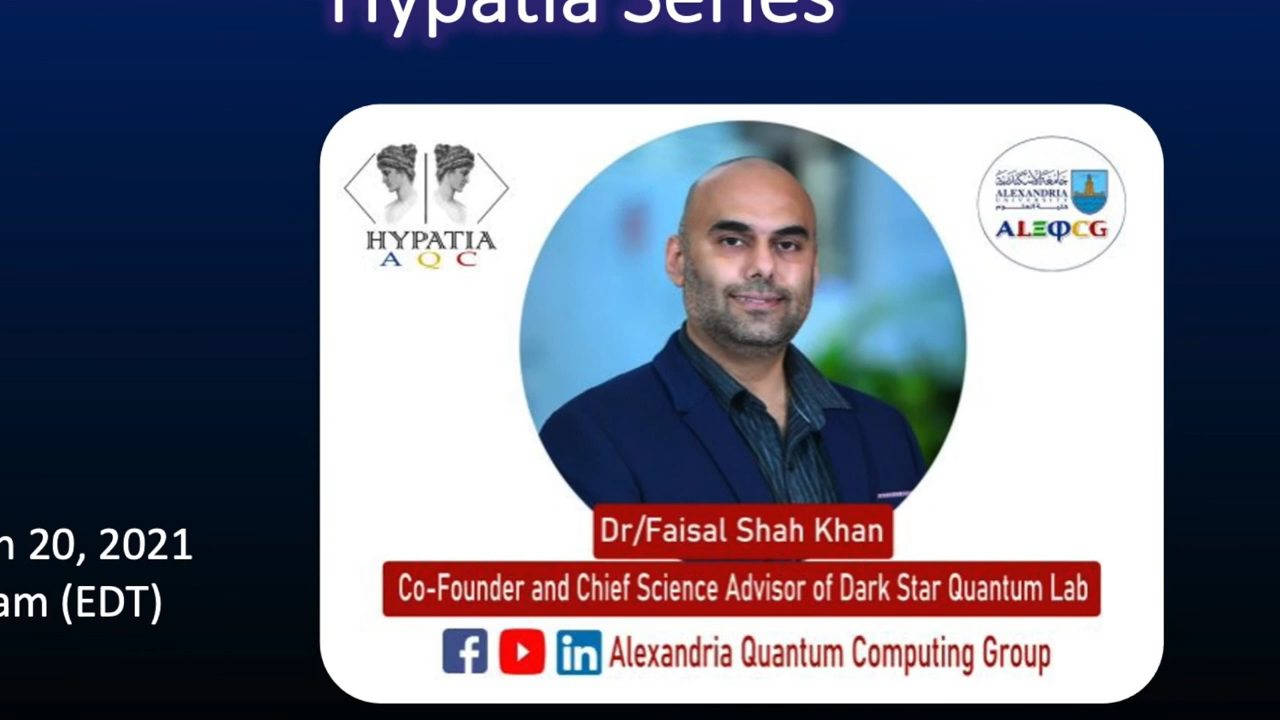 Hypatia Series
HYPATIA
A Q C
ALEXANDRIA
UNIVERSITY
ALEQCG
Dr/Faisal Shah Khan
Co-Founder and Chief Science Advisor of Dark Star Quantum Lab
20, 2021
am (EDT)
Alexandria Quantum Computing Group